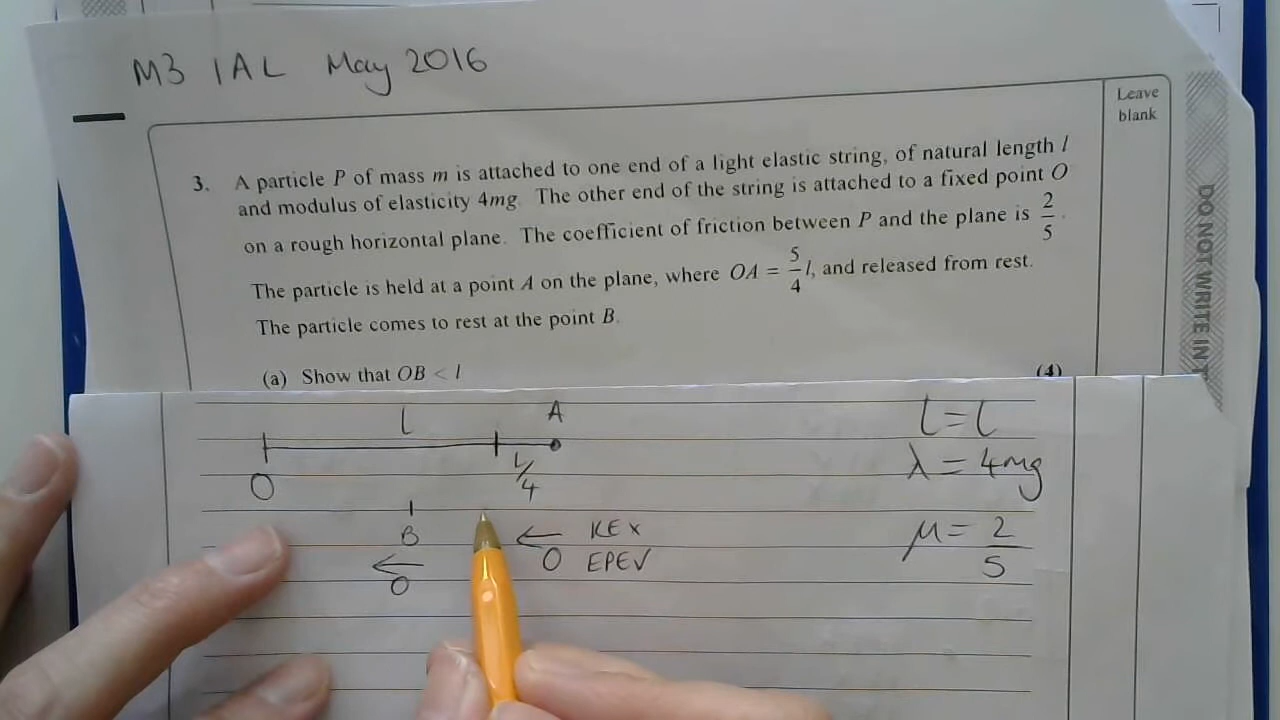 M3 IAL May 2016
Leave
blank
3. A particle P of mass m is attached to one end of a light elastic string, of natural length l
and modulus of elasticity 4mg. The other end of the string is attached to a fixed point O
on a rough horizontal plane. The coefficient of friction between P and the plane is 2/5.
The particle is held at a point A on the plane, where OA = 5/4 l, and released from rest.
The particle comes to rest at the point B.
(a) Show that OB < l
(4)
DO NOT WRITE IN T
l A
O l/4
l = l
λ = 4mg
μ = 2/5
B ← KE x
← 0 0 EPE ✓